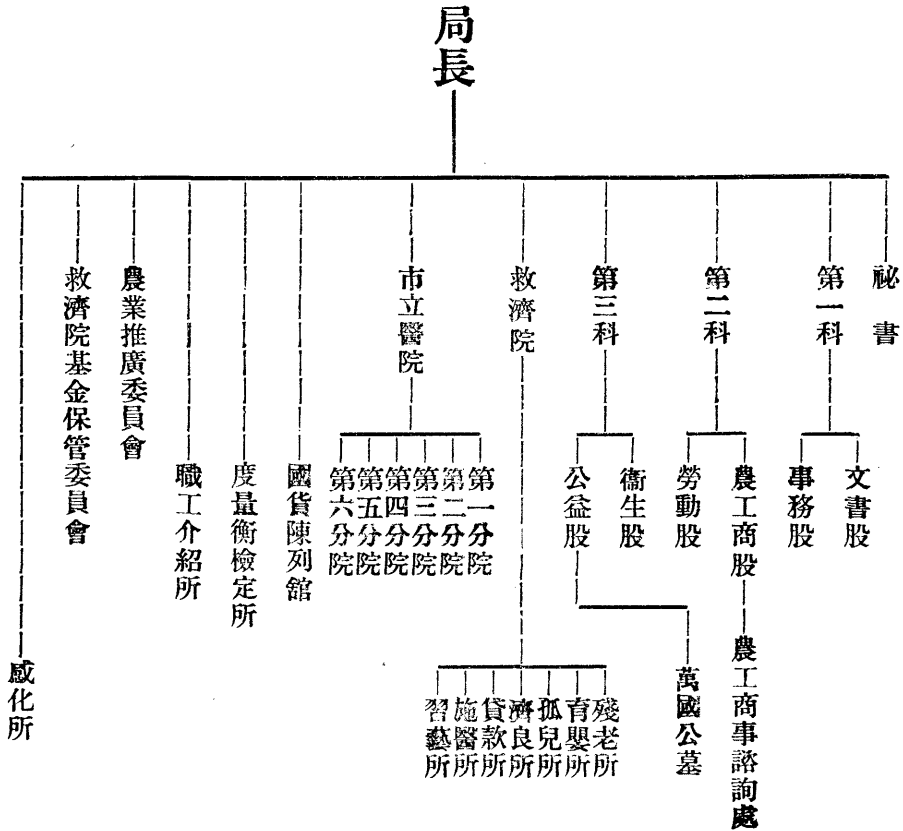 局長
祕書
第一科
文書股
事務股
第二科
農工商股
農工商事諮詢處
勞動股
第三科
衞生股
公益股
萬國公墓
救濟院
殘老所
育嬰所
孤兒所
濟良所
貸款所
施醫所
習藝所
市立醫院
第一分院
第二分院
第三分院
第四分院
第五分院
第六分院
國貨陳列館
度量衡檢定所
職工介紹所
農業推廣委員會
救濟院基金保管委員會
感化所